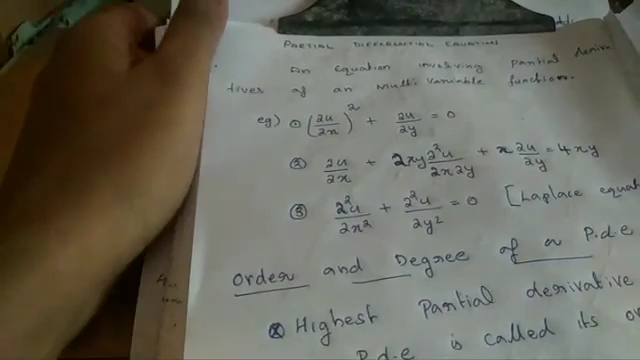 PARTIAL DIFFERENTIAL EQUATION
An Equation involving Partial deriva
tives of an Multi variable function.
eg) ① (∂u/∂x)² + ∂u/∂y = 0
② ∂u/∂x + 2xy ∂²u/∂x∂y + x ∂u/∂y = 4xy
③ ∂²u/∂x² + ∂²u/∂y² = 0 [Laplace equat
Order and Degree of a P.d.e
Highest Partial derivative
P.d.e is called its or